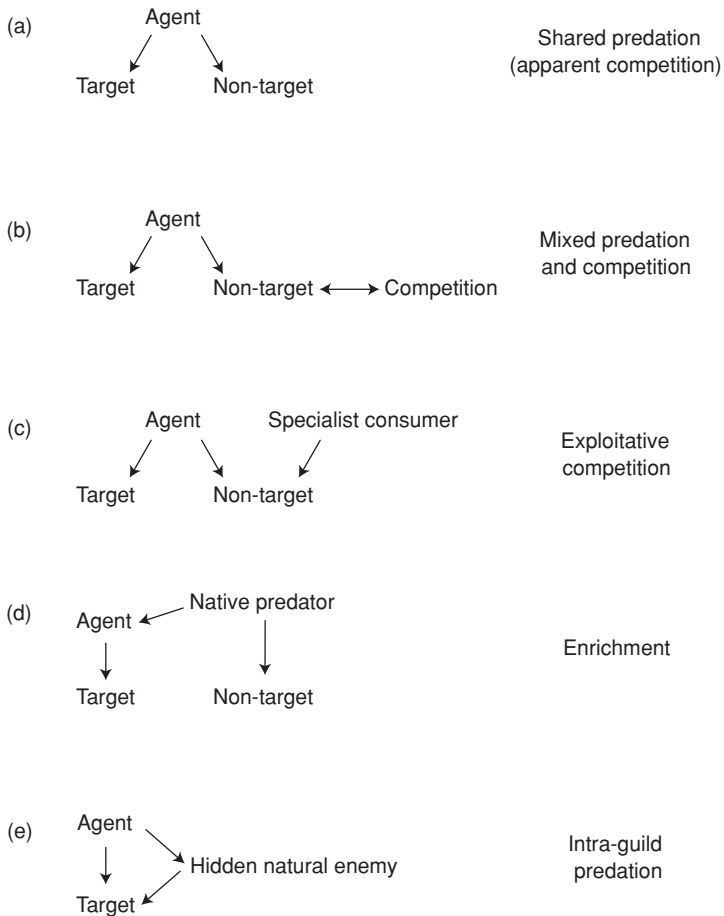 (a)
Agent
Target
Non-target
Shared predation
(apparent competition)
(b)
Agent
Target
Non-target
Competition
Mixed predation
and competition
(c)
Agent
Specialist consumer
Target
Non-target
Exploitative
competition
(d)
Native predator
Agent
Target
Non-target
Enrichment
(e)
Agent
Hidden natural enemy
Target
Intra-guild
predation